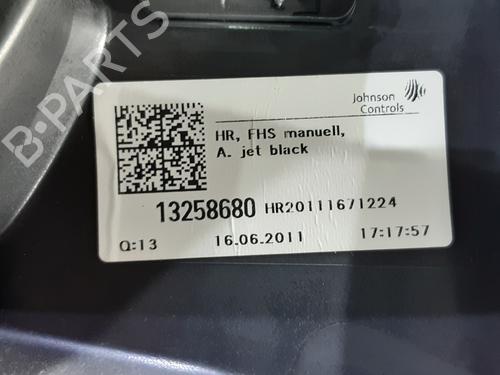 B-PARTS
Johnson
Controls
HR, FHS manuell,
A. jet black
13258680 HR20111671224
Q:13 16.06.2011 17:17:57